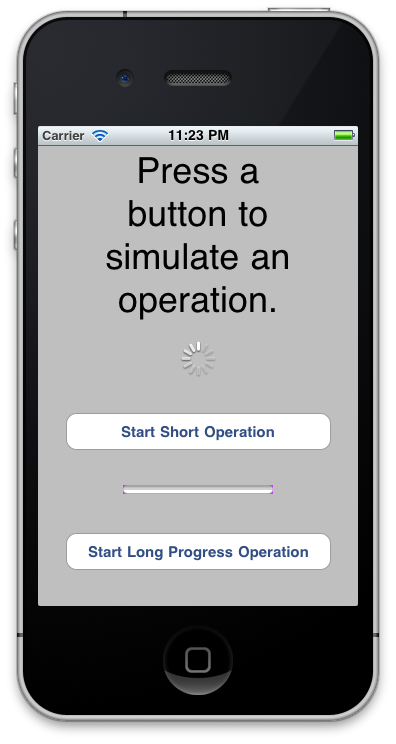 Carrier 11:23 PM
Press a
button to
simulate an
operation.
Start Short Operation
Start Long Progress Operation